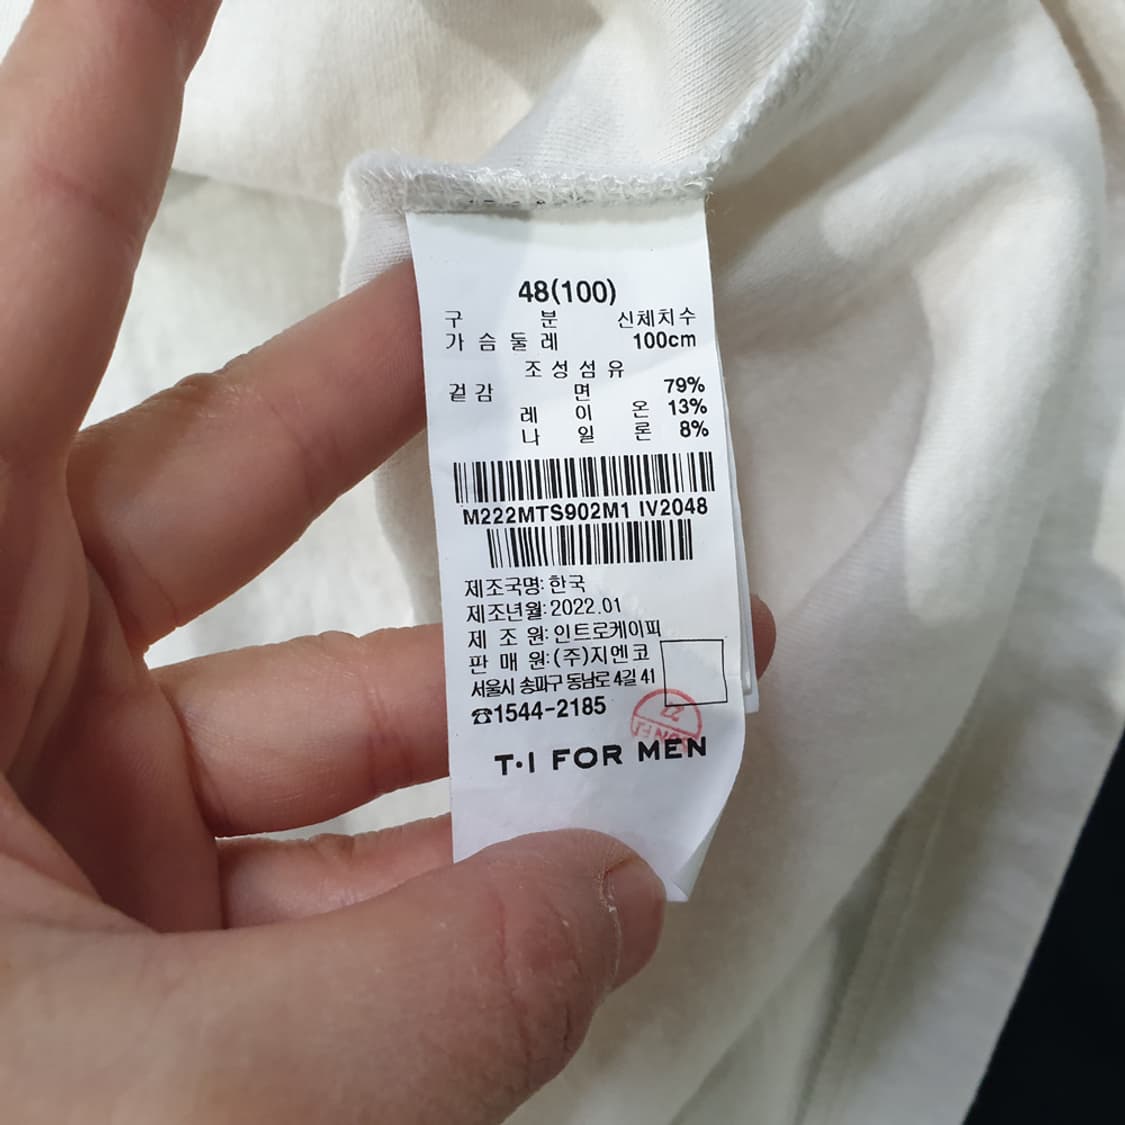 48(100)
구 분 신체치수
가 슴 둘 레 100cm
조 성 섬 유
겉감 면 79%
레 이 온 13%
나 일 론 8%
M222MTS902M1 IV2048
제조국명: 한국
제조년월: 2022.01
제 조 원: 인트로케이피
판 매 원: (주)지엔코
서울시 송파구 동남로 4길 41
☎1544-2185
27
T·I FOR MEN